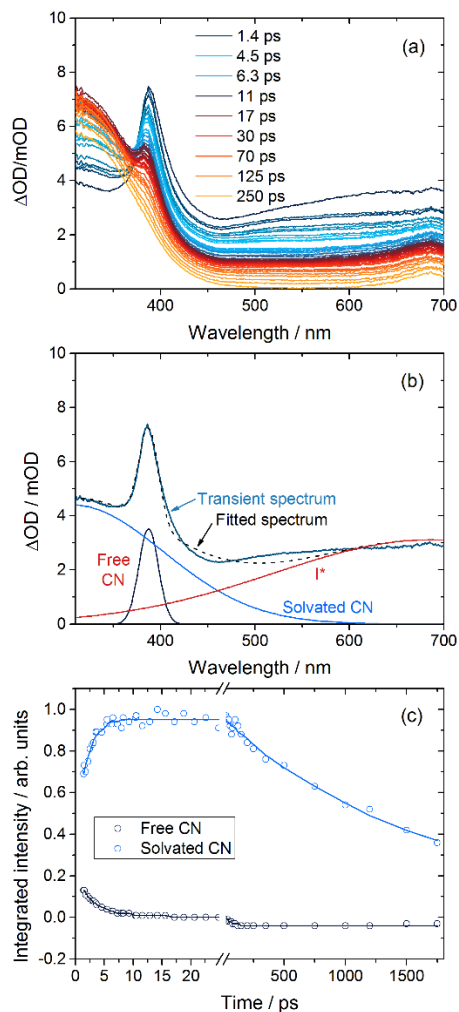 (a)
1.4 ps
4.5 ps
6.3 ps
11 ps
17 ps
30 ps
70 ps
125 ps
250 ps
ΔOD/mOD
10
8
6
4
2
0
400 500 600 700
Wavelength / nm
(b)
ΔOD / mOD
10
8
6
4
2
0
Transient spectrum
Fitted spectrum
Free
CN
I*
Solvated CN
400 500 600 700
Wavelength / nm
(c)
Integrated intensity / arb. units
1.0
0.8
0.6
0.4
0.2
0.0
-0.2
Free CN
Solvated CN
0 5 10 15 20 25 500 1000 1500
Time / ps